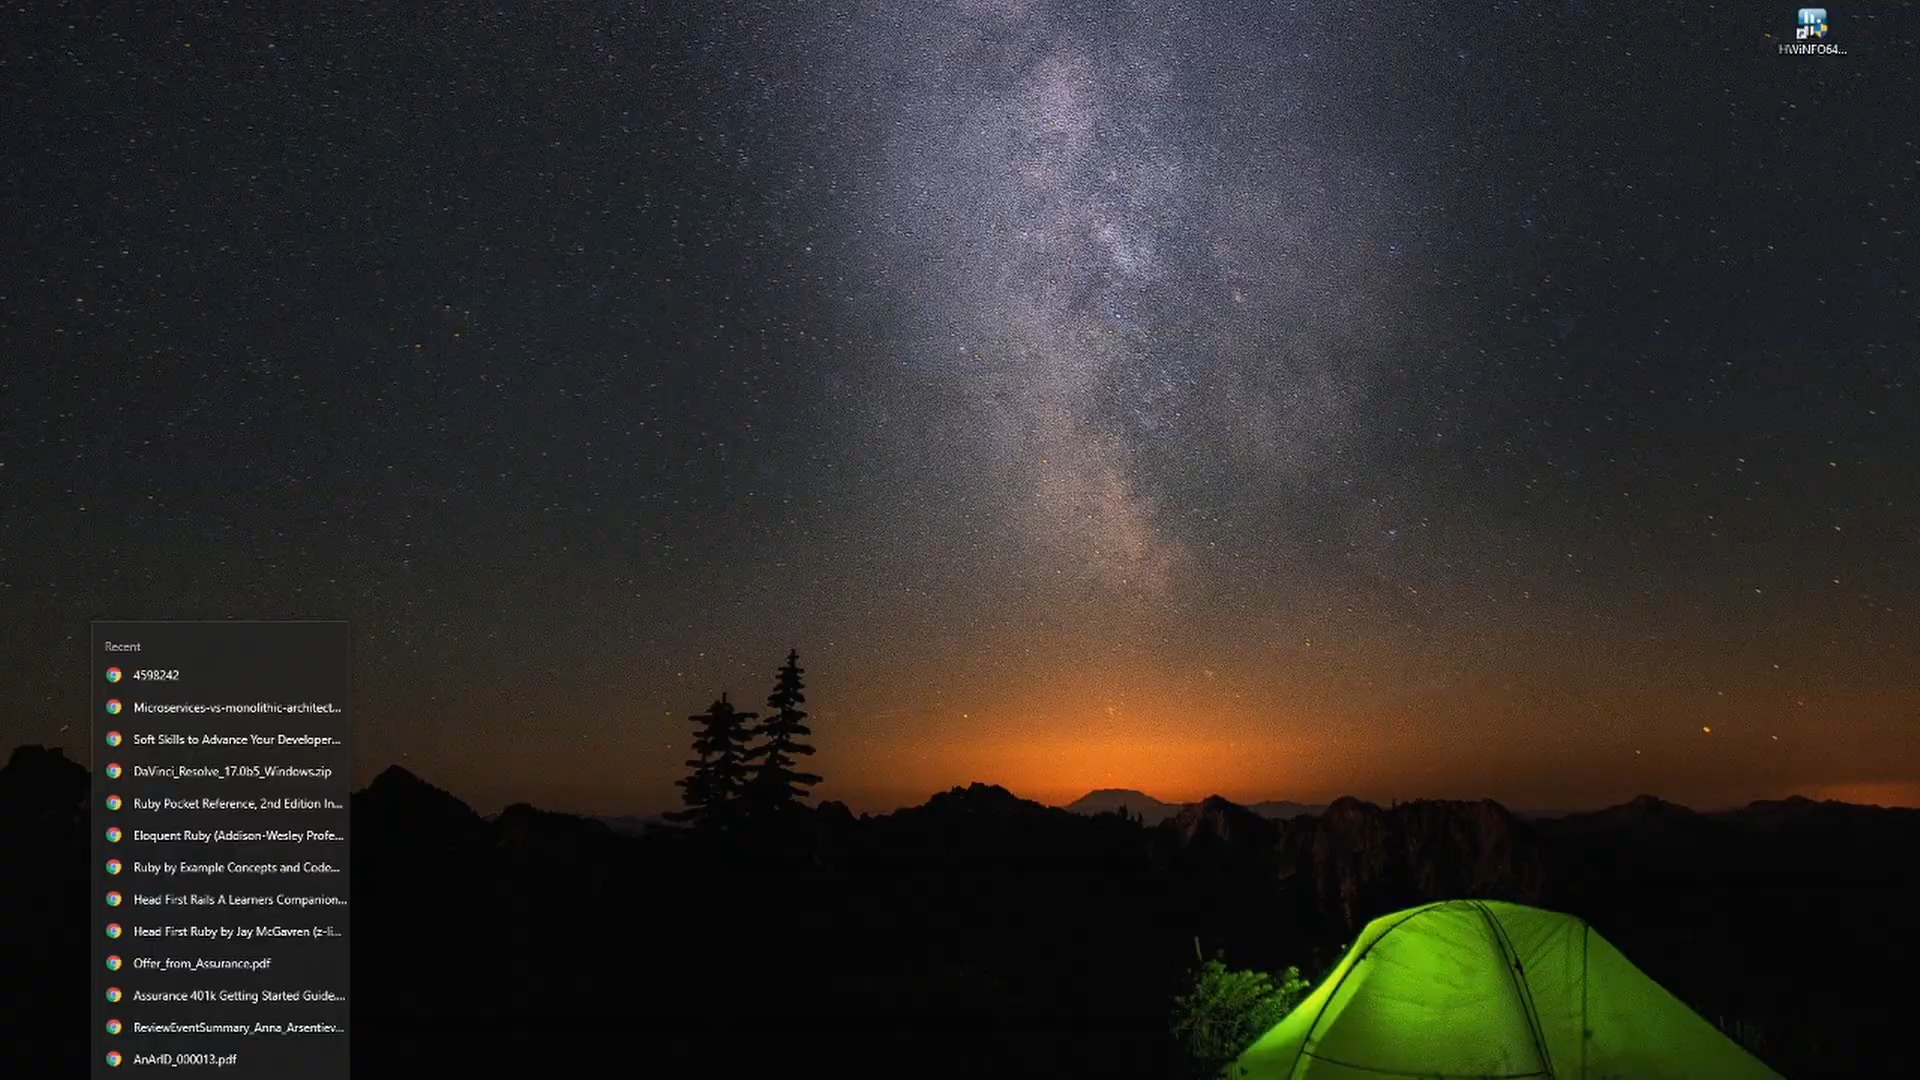 HWiNFO64...
Recent
4598242
Microservices-vs-monolithic-architect...
Soft Skills to Advance Your Developer...
DaVinci_Resolve_17.0b5_Windows.zip
Ruby Pocket Reference, 2nd Edition In...
Eloquent Ruby (Addison-Wesley Profe...
Ruby by Example Concepts and Code...
Head First Rails A Learners Companion...
Head First Ruby by Jay McGavren (z-li...
Offer_from_Assurance.pdf
Assurance 401k Getting Started Guide....
ReviewEventSummary_Anna_Arsentiev...
AnArID_000013.pdf